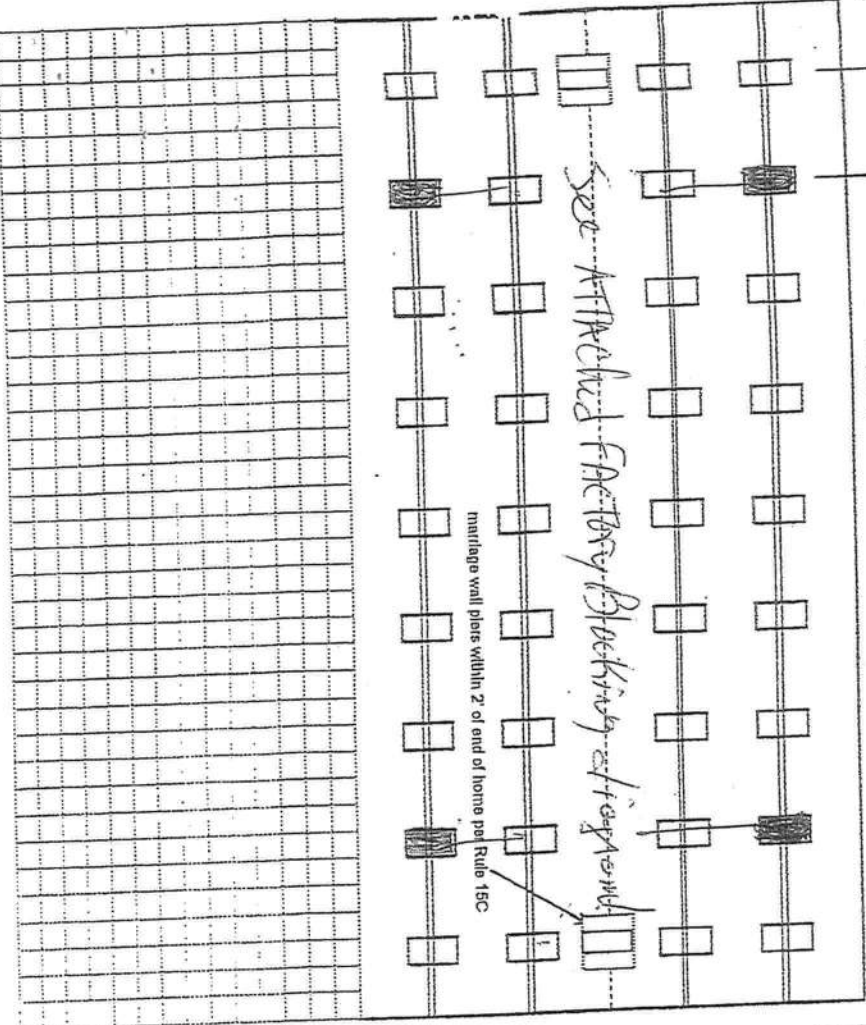 See ATTAChed FACTORy Blocking diagram
marriage wall piers within 2' of end of home per Rule 15C